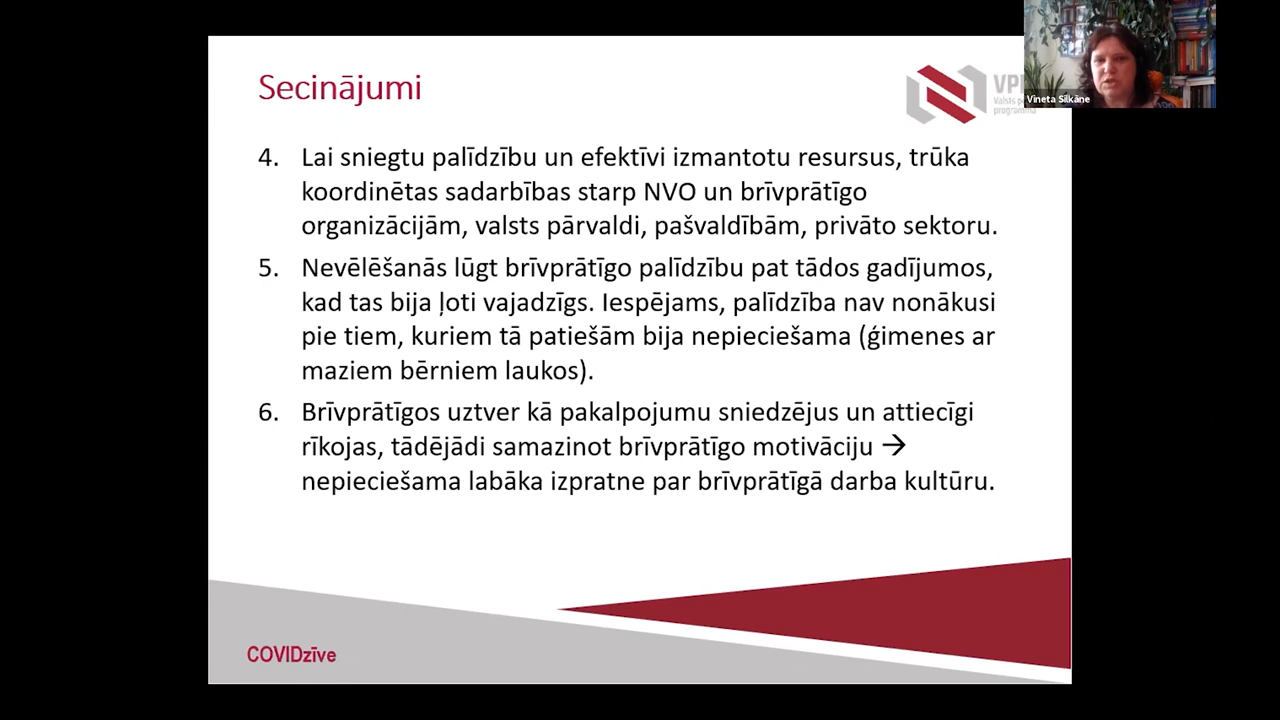 Secinājumi
VP
Valsts p
programma
Vineta Silkāne
4. Lai sniegtu palīdzību un efektīvi izmantotu resursus, trūka
koordinētas sadarbības starp NVO un brīvprātīgo
organizācijām, valsts pārvaldi, pašvaldībām, privāto sektoru.
5. Nevēlēšanās lūgt brīvprātīgo palīdzību pat tādos gadījumos,
kad tas bija ļoti vajadzīgs. Iespējams, palīdzība nav nonākusi
pie tiem, kuriem tā patiešām bija nepieciešama (ģimenes ar
maziem bērniem laukos).
6. Brīvprātīgos uztver kā pakalpojumu sniedzējus un attiecīgi
rīkojas, tādējādi samazinot brīvprātīgo motivāciju →
nepieciešama labāka izpratne par brīvprātīgā darba kultūru.
COVIDzīve